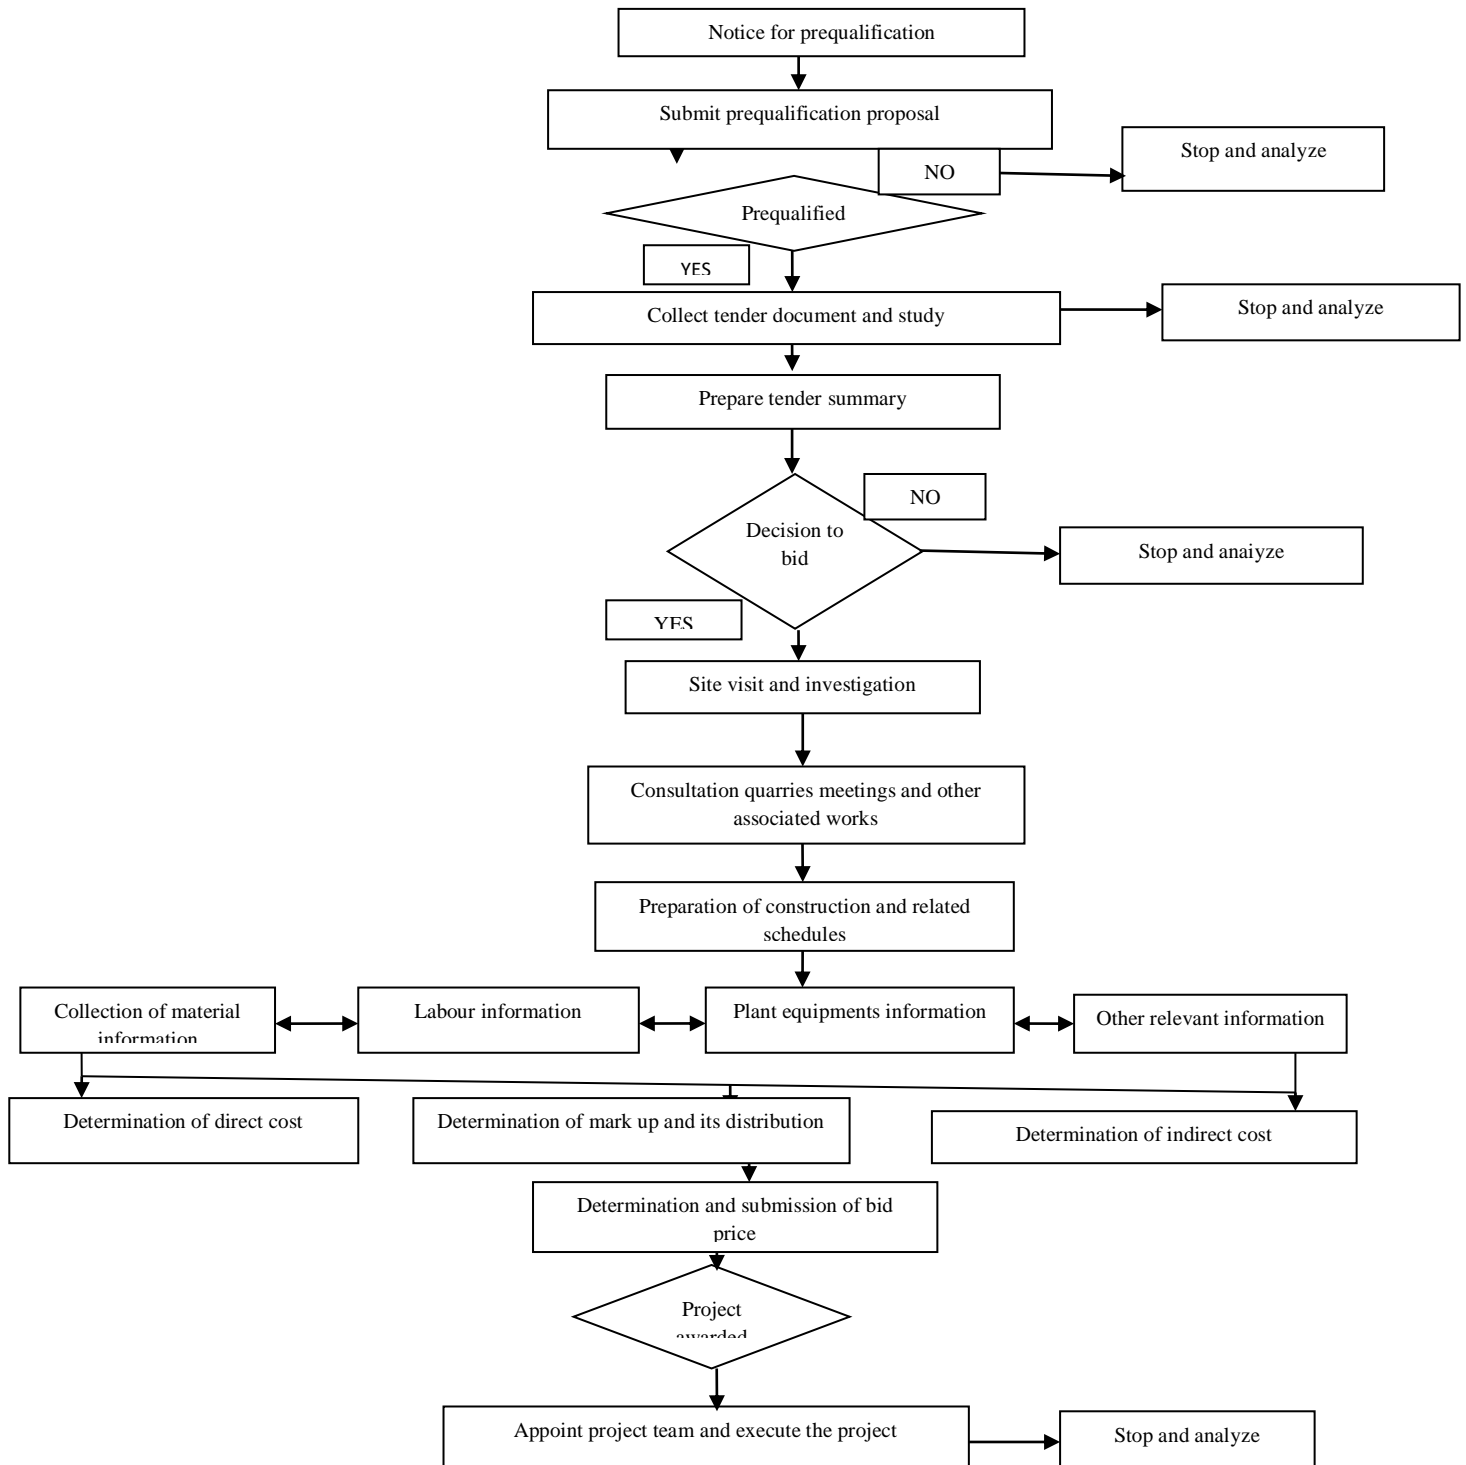 Notice for prequalification
Submit prequalification proposal
Stop and analyze
NO
Prequalified
YES
Collect tender document and study
Stop and analyze
Prepare tender summary
NO
Decision to
bid
Stop and anaiyze
YES
Site visit and investigation
Consultation quarries meetings and other
associated works
Preparation of construction and related
schedules
Collection of material
information
Labour information
Plant equipments information
Other relevant information
Determination of direct cost
Determination of mark up and its distribution
Determination of indirect cost
Determination and submission of bid
price
Project
awarded
Appoint project team and execute the project
Stop and analyze